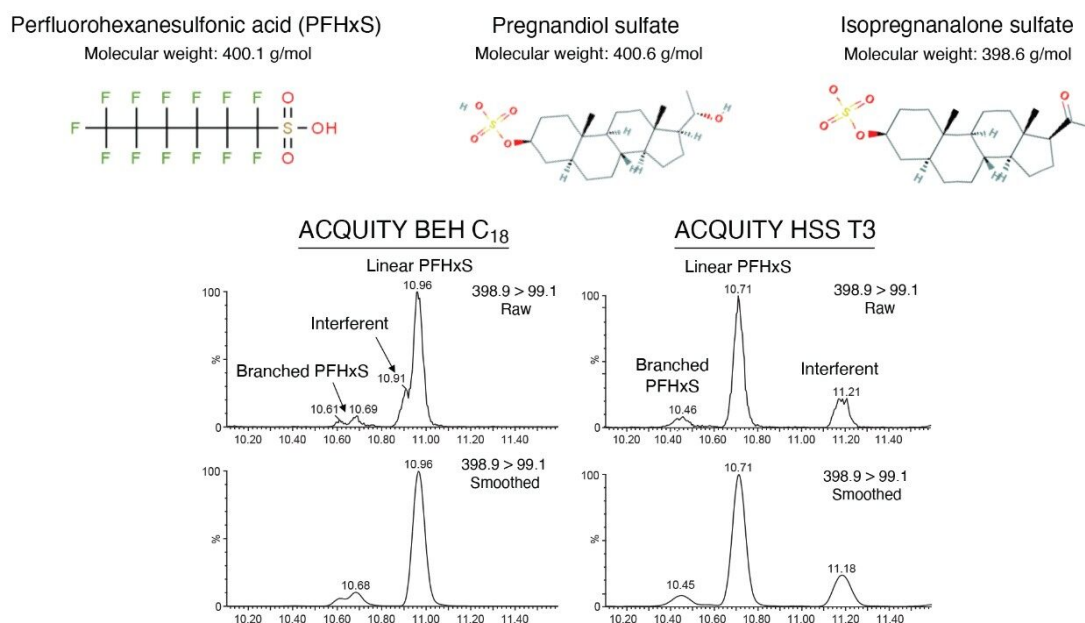 Perfluorohexanesulfonic acid (PFHxS)
Molecular weight: 400.1 g/mol
F F F F F F O
F S OH
F F F F F F O
Pregnandiol sulfate
Molecular weight: 400.6 g/mol
H O O
S
O
O H
H
H H
H
Isopregnanalone sulfate
Molecular weight: 398.6 g/mol
O O
S
O O
O
H
H H
H
ACQUITY BEH C18
Linear PFHxS
10.96
398.9 > 99.1
Raw
100
%
0
Interferent
10.91
Branched PFHxS
10.61 10.69
10.20 10.40 10.60 10.80 11.00 11.20 11.40
10.96
398.9 > 99.1
Smoothed
100
%
0
10.68
10.20 10.40 10.60 10.80 11.00 11.20 11.40
ACQUITY HSS T3
Linear PFHxS
10.71
398.9 > 99.1
Raw
100
%
0
Branched
PFHxS
10.46
Interferent
11.21
10.20 10.40 10.60 10.80 11.00 11.20 11.40
10.71
398.9 > 99.1
Smoothed
100
%
0
10.45
11.18
10.20 10.40 10.60 10.80 11.00 11.20 11.40